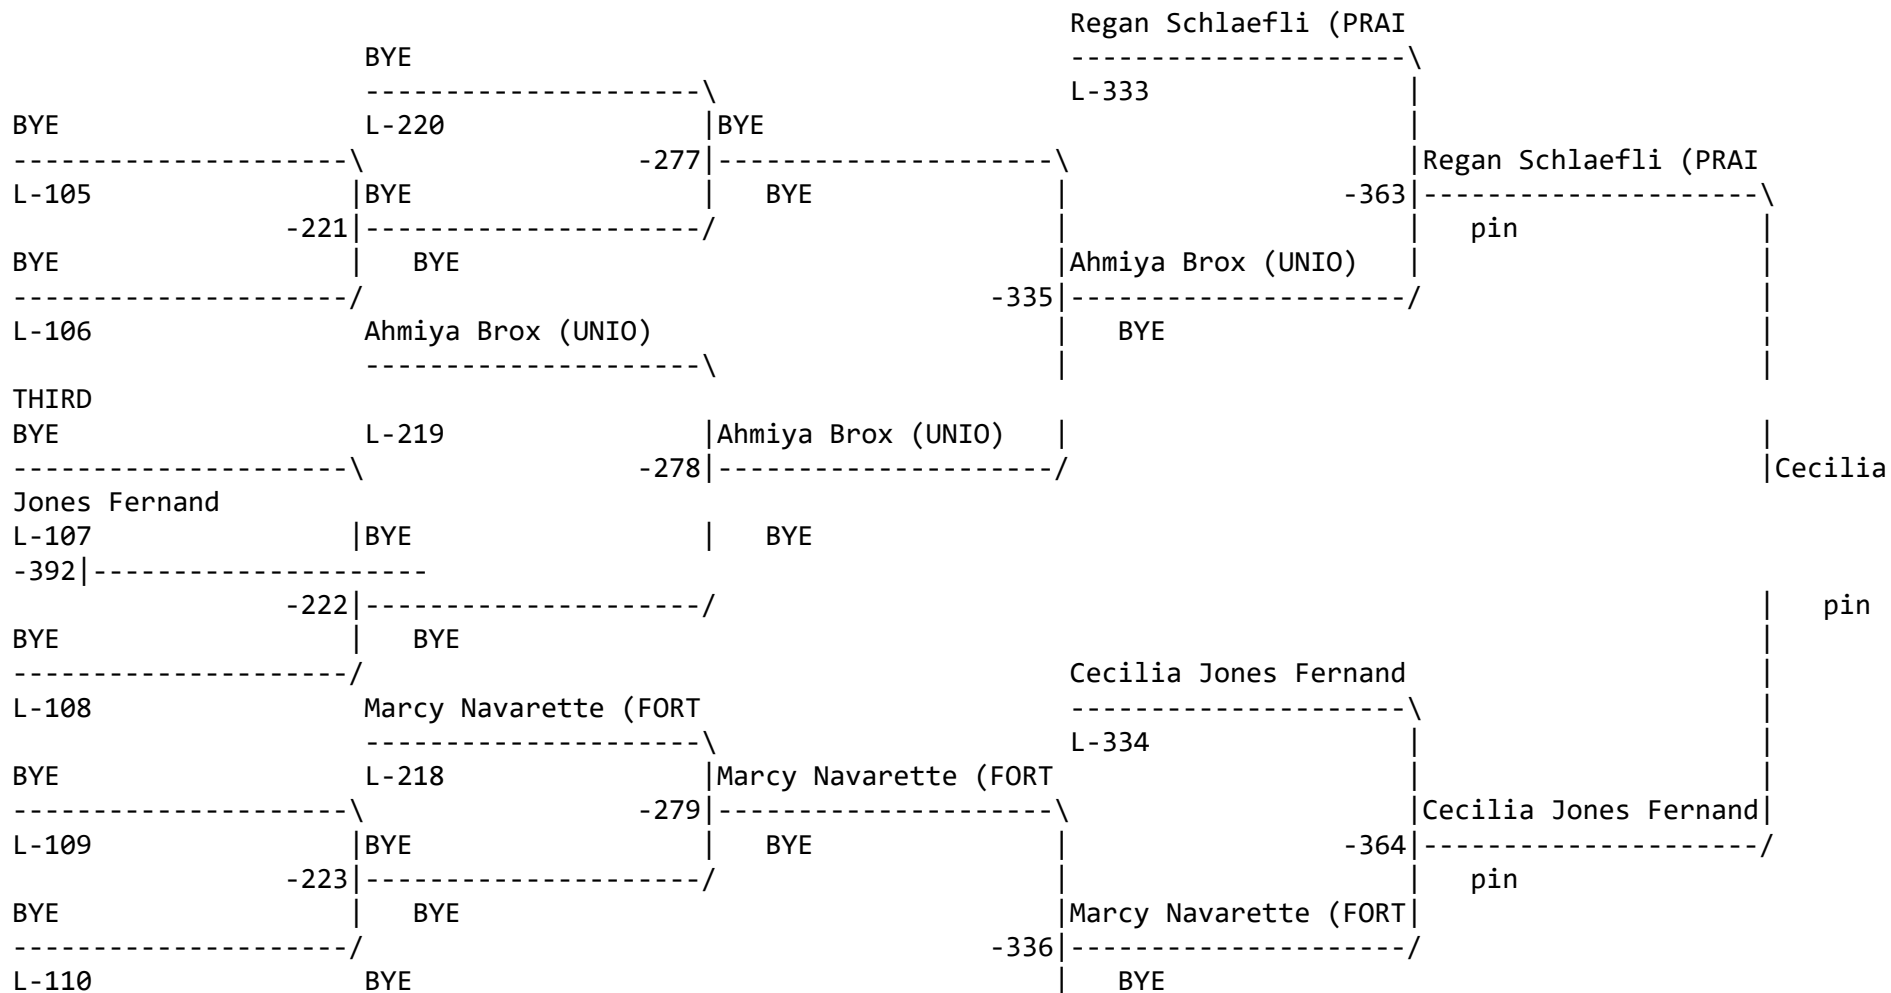 Regan Schlaefli (PRAI
                      BYE                                         ---------------------\
                      ---------------------\                      L-333                |
BYE                   L-220                |BYE                                        |
---------------------\                 -277|---------------------\                     |Regan Schlaefli (PRAI
L-105                |BYE                  |   BYE               |                 -363|---------------------\
                 -221|---------------------/                     |                     |   pin               |
BYE                  |   BYE                                     |Ahmiya Brox (UNIO)   |                     |
---------------------/                                       -335|---------------------/                     |
L-106                 Ahmiya Brox (UNIO)                         |   BYE                                     |
                      ---------------------\                     |                                           |
THIRD
BYE                   L-219                |Ahmiya Brox (UNIO)   |                                           |
---------------------\                 -278|---------------------/                                           |Cecilia
Jones Fernand
L-107                |BYE                  |   BYE
-392|---------------------
                 -222|---------------------/                                                                 |   pin
BYE                  |   BYE                                                                                 |
---------------------/                                            Cecilia Jones Fernand                      |
L-108                 Marcy Navarette (FORT                       ---------------------\                     |
                      ---------------------\                      L-334                |                     |
BYE                   L-218                |Marcy Navarette (FORT                      |                     |
---------------------\                 -279|---------------------\                     |Cecilia Jones Fernand|
L-109                |BYE                  |   BYE               |                 -364|---------------------/
                 -223|---------------------/                     |                     |   pin
BYE                  |   BYE                                     |Marcy Navarette (FORT|
---------------------/                                       -336|---------------------/
L-110                 BYE                                        |   BYE